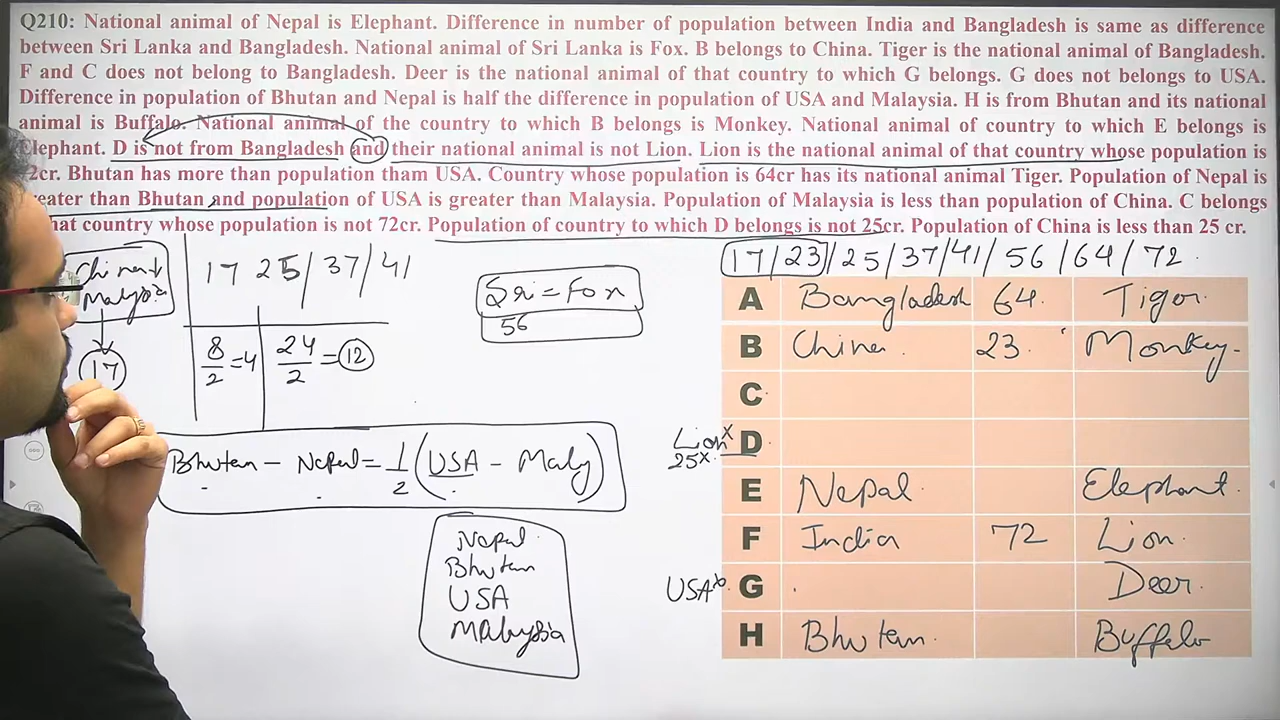 Q210: National animal of Nepal is Elephant. Difference in number of population between India and Bangladesh is same as difference
between Sri Lanka and Bangladesh. National animal of Sri Lanka is Fox. B belongs to China. Tiger is the national animal of Bangladesh.
F and C does not belong to Bangladesh. Deer is the national animal of that country to which G belongs. G does not belongs to USA.
Difference in population of Bhutan and Nepal is half the difference in population of USA and Malaysia. H is from Bhutan and its national
animal is Buffalo. National animal of the country to which B belongs is Monkey. National animal of country to which E belongs is
lephant. D is not from Bangladesh and their national animal is not Lion. Lion is the national animal of that country whose population is
2cr. Bhutan has more than population tham USA. Country whose population is 64cr has its national animal Tiger. Population of Nepal is
eater than Bhutan and population of USA is greater than Malaysia. Population of Malaysia is less than population of China. C belongs
hat country whose population is not 72cr. Population of country to which D belongs is not 25cr. Population of China is less than 25 cr.
17/23/25/37/41/56/64/72
17 25/37/41
8/2=4 24/2=12
Malaysia
17
Sri=Fox
56
Bhutan - Nepal=1/2(USA - Maly)
Nepal
Bhutan
USA
Malaysia
A Bangladesh 64 Tiger
B China 23 Monkey
C
Lion x D
25x
E Nepal Elephant
F India 72 Lion
USAx G Deer
H Bhutan Buffalo